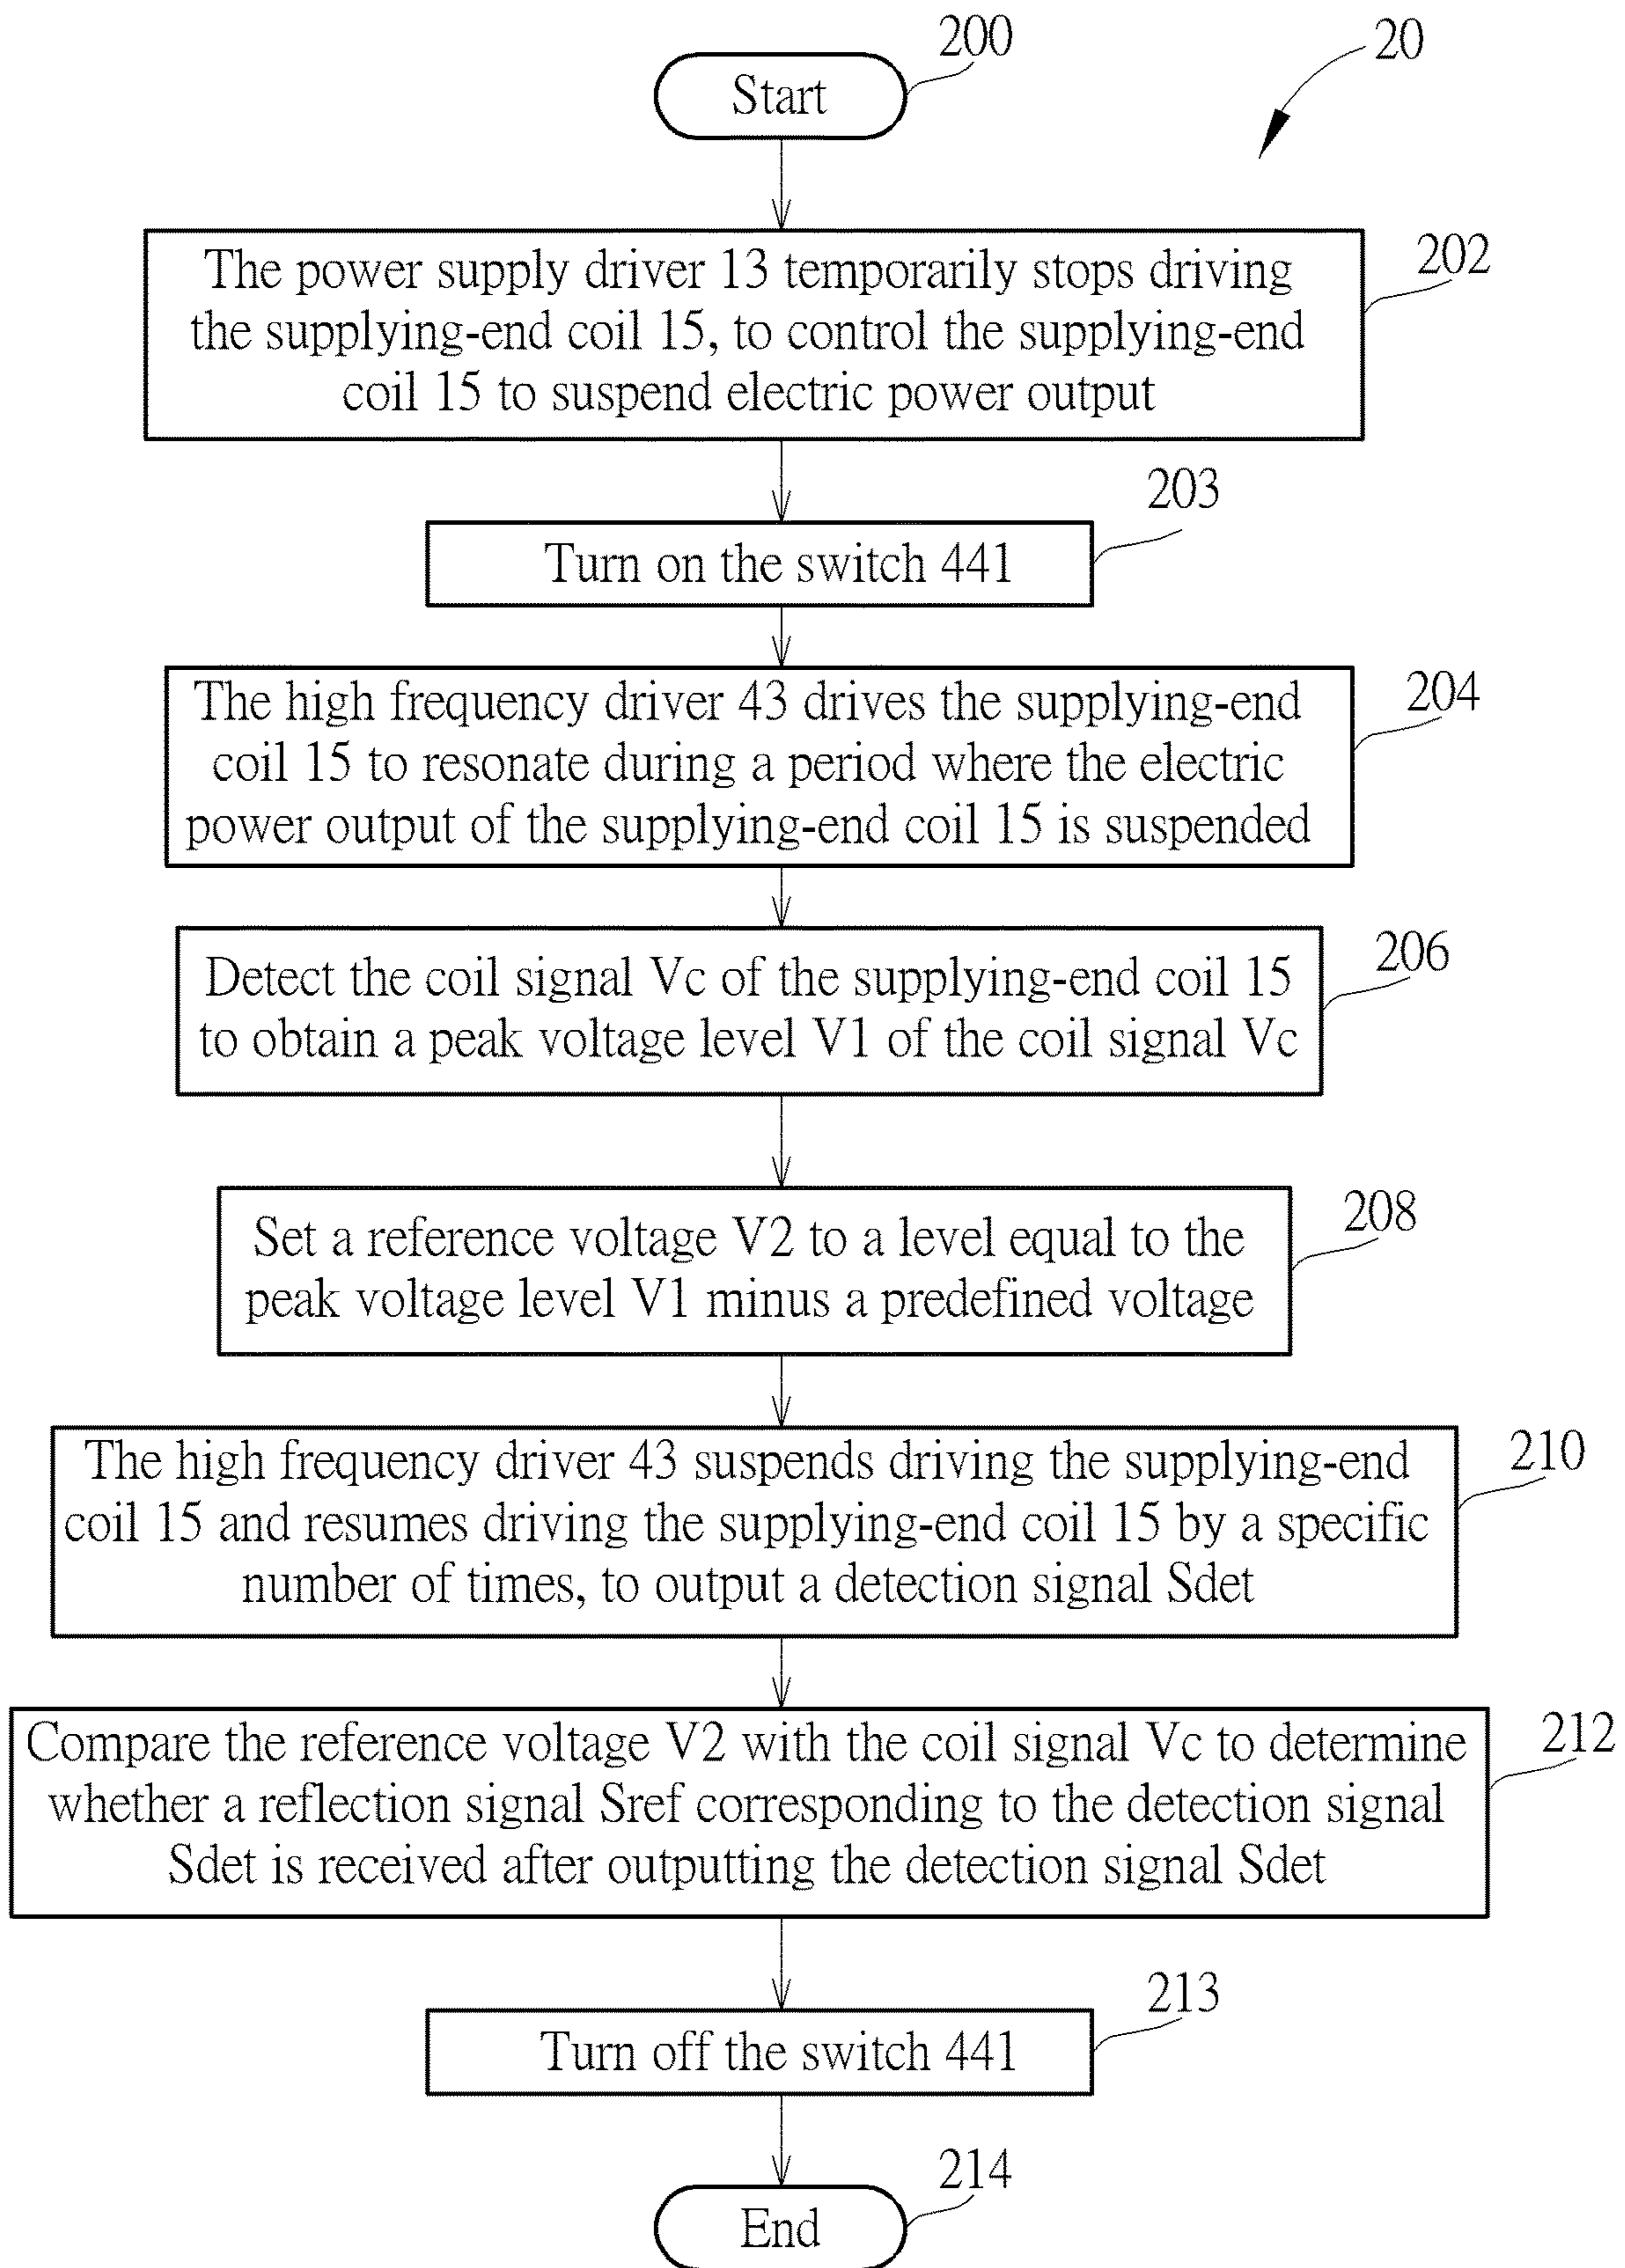 200
20
Start
202
The power supply driver 13 temporarily stops driving
the supplying-end coil 15, to control the supplying-end
coil 15 to suspend electric power output
203
Turn on the switch 441
204
The high frequency driver 43 drives the supplying-end
coil 15 to resonate during a period where the electric
power output of the supplying-end coil 15 is suspended
206
Detect the coil signal Vc of the supplying-end coil 15
to obtain a peak voltage level V1 of the coil signal Vc
208
Set a reference voltage V2 to a level equal to the
peak voltage level V1 minus a predefined voltage
210
The high frequency driver 43 suspends driving the supplying-end
coil 15 and resumes driving the supplying-end coil 15 by a specific
number of times, to output a detection signal Sdet
212
Compare the reference voltage V2 with the coil signal Vc to determine
whether a reflection signal Sref corresponding to the detection signal
Sdet is received after outputting the detection signal Sdet
213
Turn off the switch 441
214
End